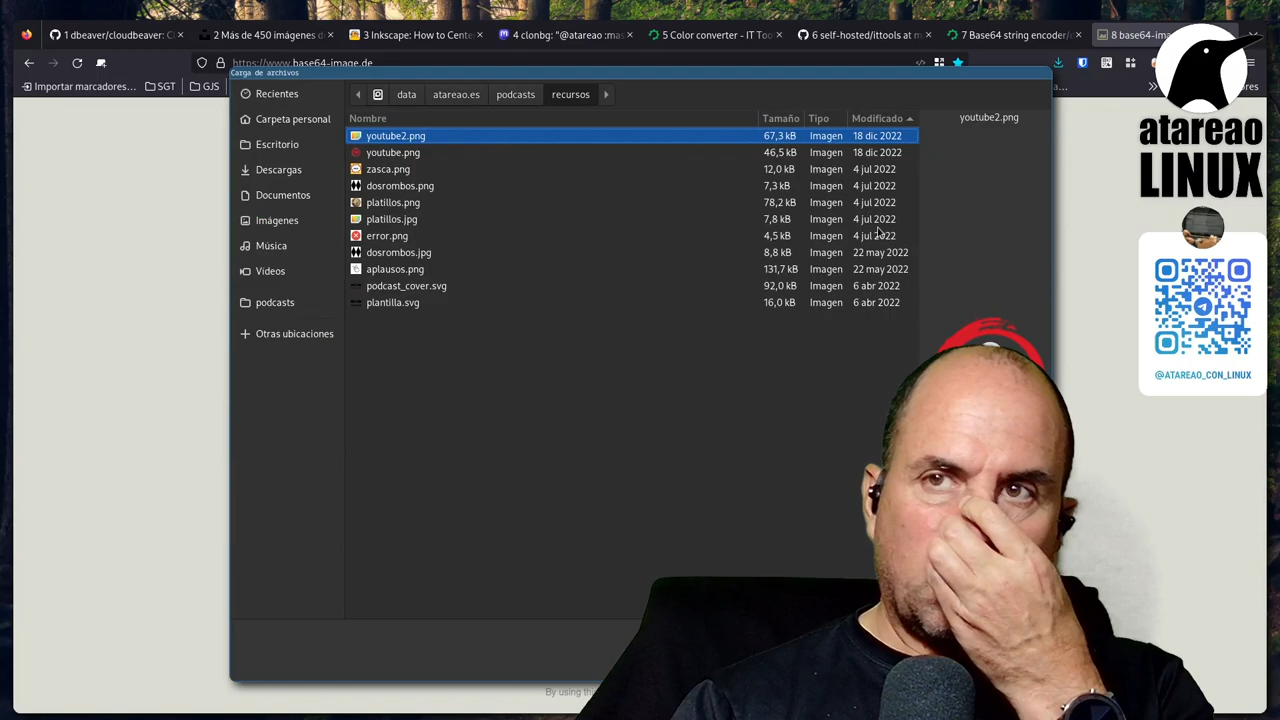 1 dbeaver/cloudbeaver: Cl
2 Más de 450 imágenes d
3 Inkscape: How to Cente
4 clonbg: "@atareao :mas
5 Color converter - IT Too
6 self-hosted/ittools at m
7 Base64 string encoder/
8 base64-im
https://www.base64-image.de
Importar marcadores…
SGT
GJS
Carga de archivos
Recientes
Carpeta personal
Escritorio
Descargas
Documentos
Imágenes
Música
Vídeos
podcasts
Otras ubicaciones
data
atareao.es
podcasts
recursos
Nombre Tamaño Tipo Modificado
youtube2.png 67,3 kB Imagen 18 dic 2022
youtube.png 46,5 kB Imagen 18 dic 2022
zasca.png 12,0 kB Imagen 4 jul 2022
dosrombos.png 7,3 kB Imagen 4 jul 2022
platillos.png 78,2 kB Imagen 4 jul 2022
platillos.jpg 7,8 kB Imagen 4 jul 2022
error.png 4,5 kB Imagen 4 jul 2022
dosrombos.jpg 8,8 kB Imagen 22 may 2022
aplausos.png 131,7 kB Imagen 22 may 2022
podcast_cover.svg 92,0 kB Imagen 6 abr 2022
plantilla.svg 16,0 kB Imagen 6 abr 2022
youtube2.png
By using this
atareao
LINUX
@ATAREAO_CON_LINUX